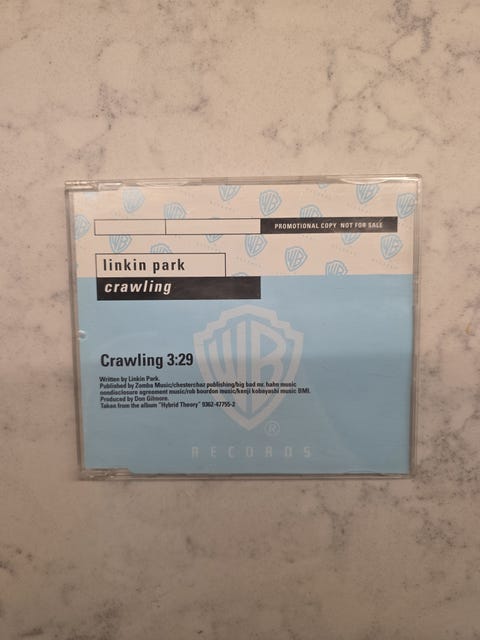 PROMOTIONAL COPY NOT FOR SALE
linkin park
crawling
Crawling 3:29
Written by Linkin Park.
Published by Zomba Music/chesterchaz publishing/big bad mr. hahn music
nondisclosure agreement music/rob bourdon music/kenji kobayashi music BMI.
Produced by Don Gilmore.
Taken from the album "Hybrid Theory" 9362-47755-2
WB
®
RECORDS